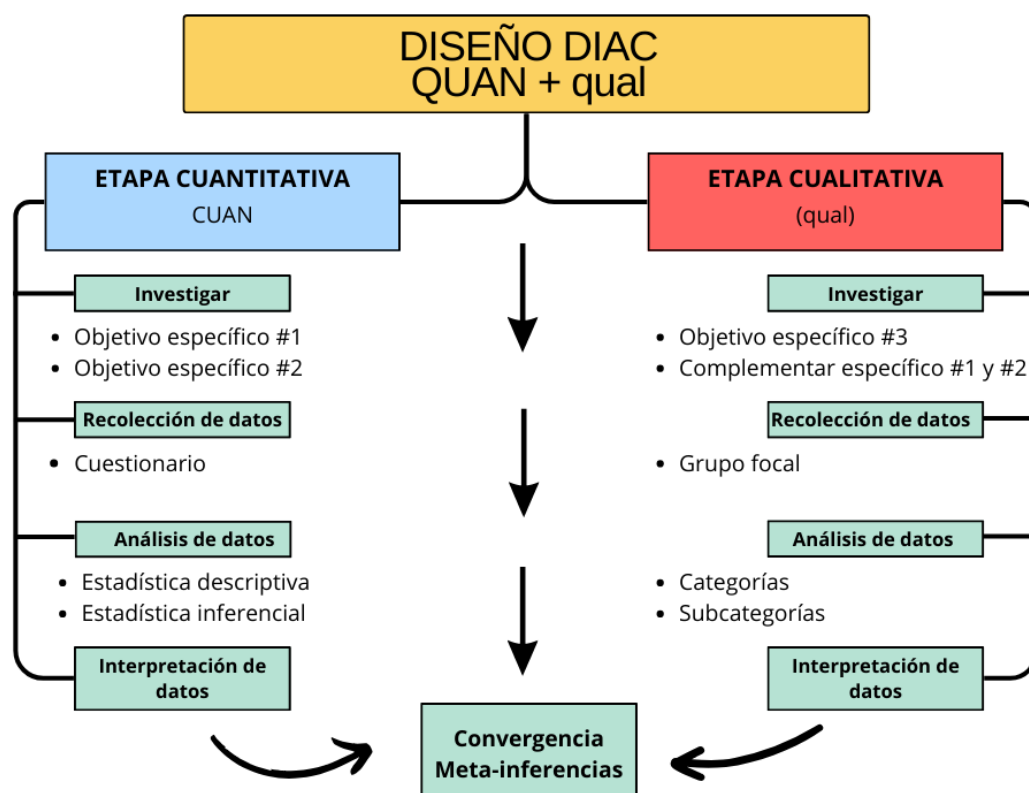 DISEÑO DIAC
QUAN + qual
ETAPA CUANTITATIVA
CUAN
Investigar
• Objetivo específico #1
• Objetivo específico #2
Recolección de datos
• Cuestionario
Análisis de datos
• Estadística descriptiva
• Estadística inferencial
Interpretación de
datos
ETAPA CUALITATIVA
(qual)
Investigar
• Objetivo específico #3
• Complementar específico #1 y #2
Recolección de datos
• Grupo focal
Análisis de datos
• Categorías
• Subcategorías
Interpretación de
datos
Convergencia
Meta-inferencias